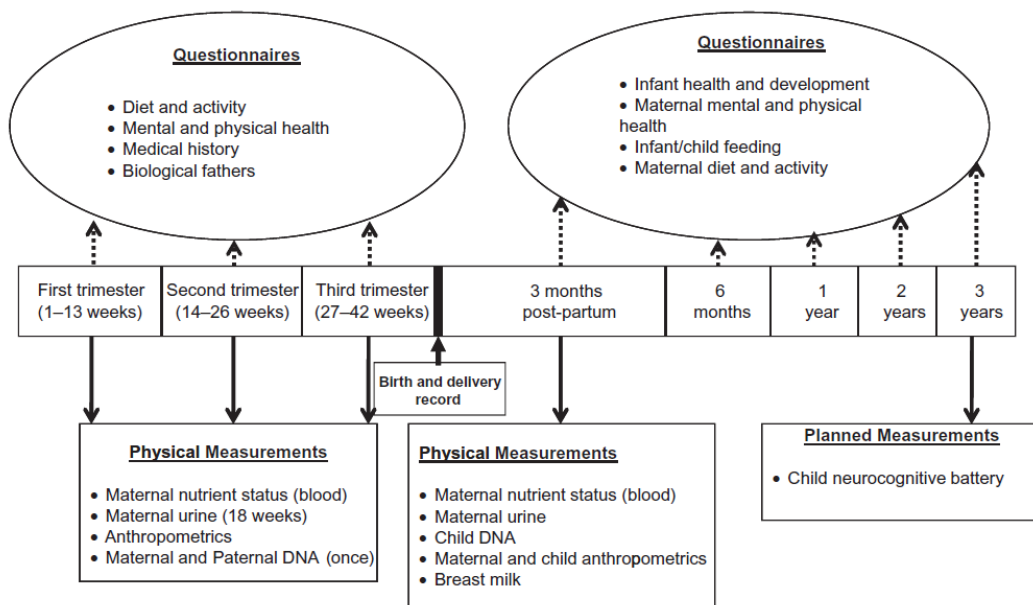 Questionnaires
• Diet and activity
• Mental and physical health
• Medical history
• Biological fathers
Questionnaires
• Infant health and development
• Maternal mental and physical
health
• Infant/child feeding
• Maternal diet and activity
First trimester
(1–13 weeks)
Second trimester
(14–26 weeks)
Third trimester
(27–42 weeks)
3 months
post-partum
6
months
1
year
2
years
3
years
Birth and delivery
record
Physical Measurements
• Maternal nutrient status (blood)
• Maternal urine (18 weeks)
• Anthropometrics
• Maternal and Paternal DNA (once)
Physical Measurements
• Maternal nutrient status (blood)
• Maternal urine
• Child DNA
• Maternal and child anthropometrics
• Breast milk
Planned Measurements
• Child neurocognitive battery